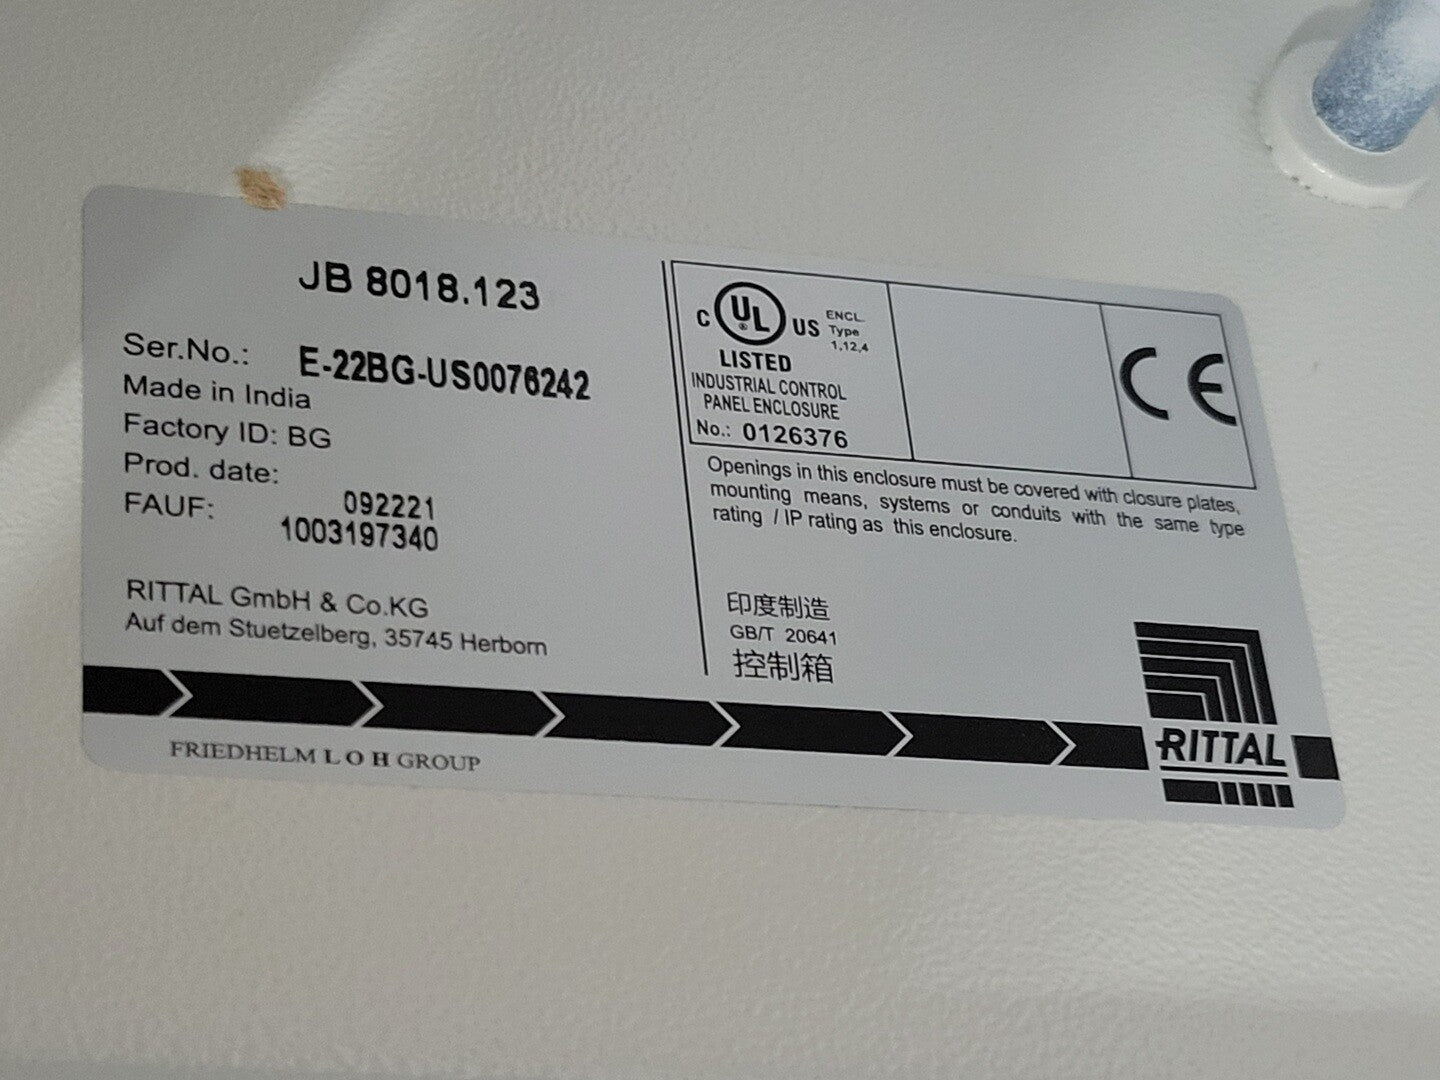 JB 8018.123
Ser.No.: E-22BG-US0076242
Made in India
Factory ID: BG
Prod. date: 092221
FAUF: 1003197340
RITTAL GmbH & Co.KG
Auf dem Stuetzelberg, 35745 Herborn
C UL ® US ENCL.
Type
1,12,4
LISTED
INDUSTRIAL CONTROL
PANEL ENCLOSURE
No.: 0126376
CE
Openings in this enclosure must be covered with closure plates,
mounting means, systems or conduits with the same type
rating / IP rating as this enclosure.
印度制造
GB/T 20641
控制箱
RITTAL
FRIEDHELM LOH GROUP